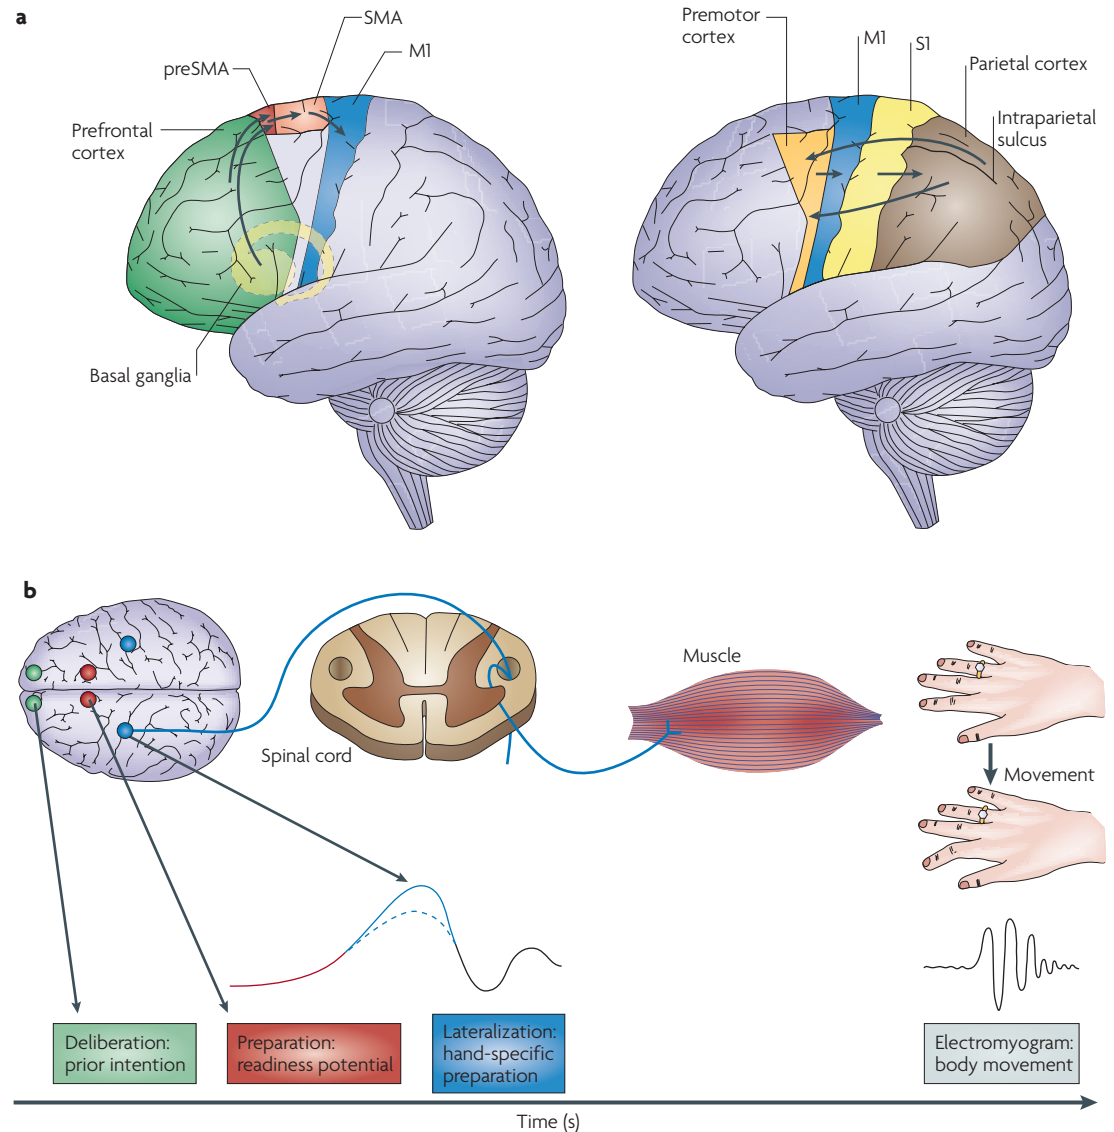 a
SMA
M1
preSMA
Prefrontal
cortex
Basal ganglia
Premotor
cortex
M1
S1
Parietal cortex
Intraparietal
sulcus
b
Spinal cord
Muscle
Movement
Deliberation:
prior intention
Preparation:
readiness potential
Lateralization:
hand-specific
preparation
Electromyogram:
body movement
Time (s)